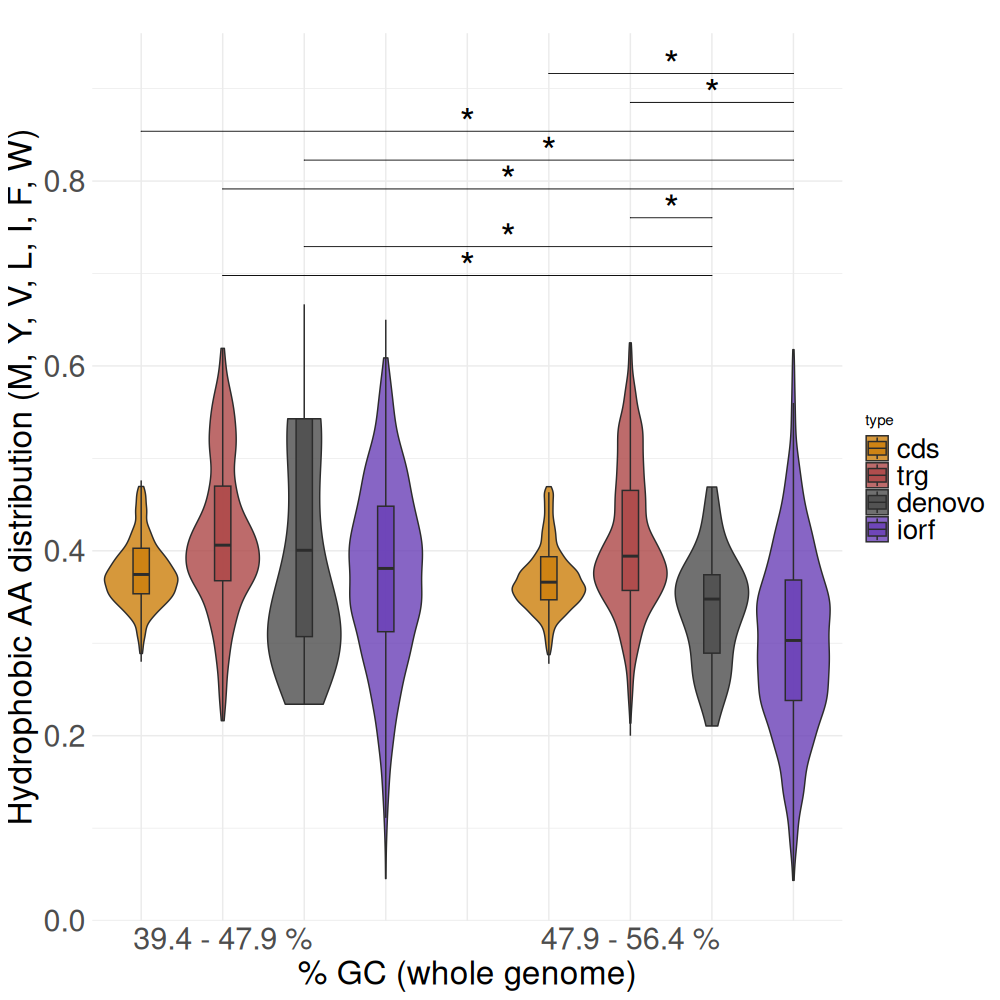 *
*
*
*
*
*
*
*
Hydrophobic AA distribution (M, Y, V, L, I, F, W)
0.8
0.6
0.4
0.2
0.0
39.4 - 47.9 %
47.9 - 56.4 %
% GC (whole genome)
type
cds
trg
denovo
iorf